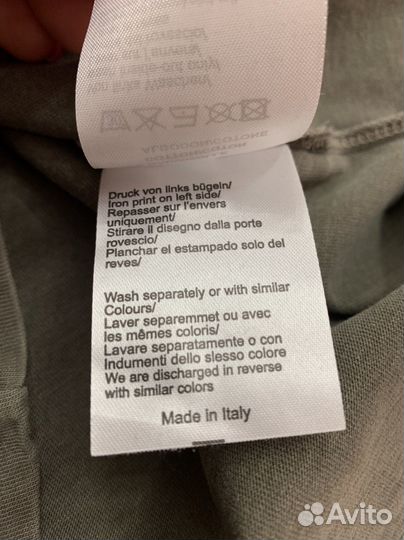 Druck von links bügeln/
Iron print on left side/
Repasser sur l'envers
uniquement/
Stirare il disegno dalla porte
rovescio/
Planchar el estampado solo del
reves/
Wash separately or with similar
Colours/
Laver separemmet ou avec
les mêmes coloris/
Lavare separatamente o con
Indumenti dello slesso colore
We are discharged in reverse
with similar colors
Made in Italy
Avito